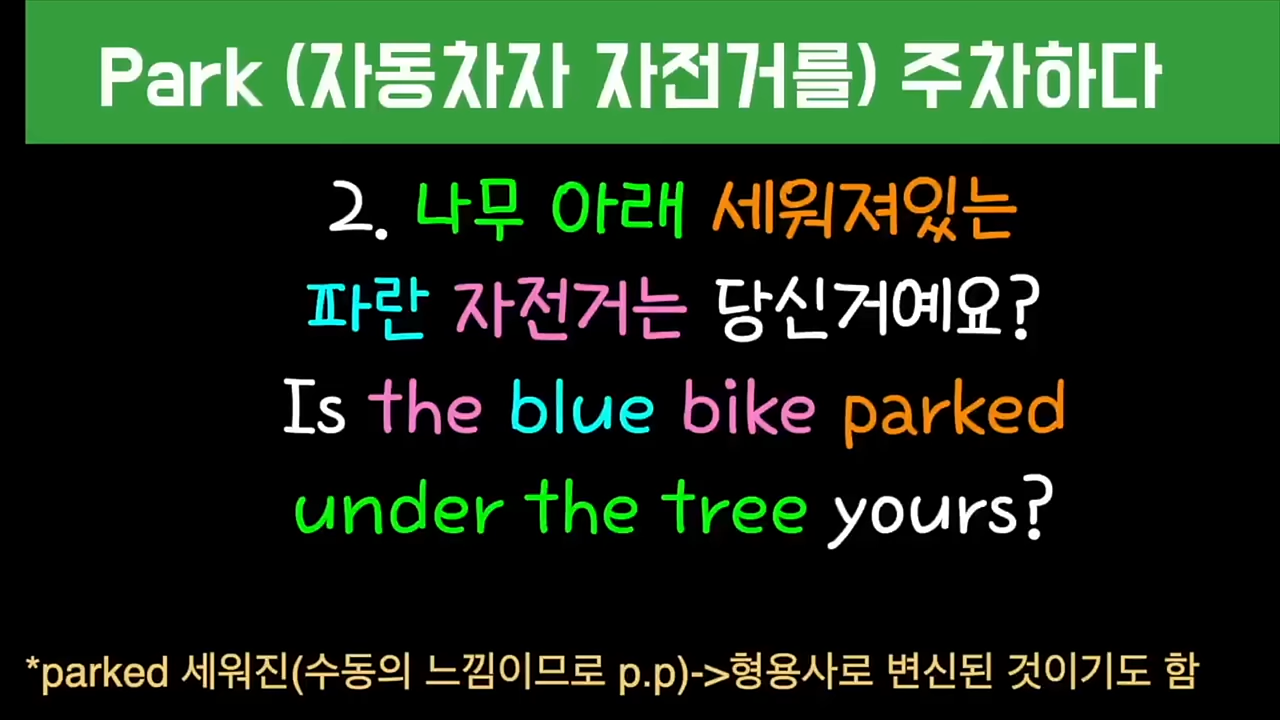 Park (자동차자 자전거를) 주차하다
2. 나무 아래 세워져있는
파란 자전거는 당신거예요?
Is the blue bike parked
under the tree yours?
*parked 세워진(수동의 느낌이므로 p.p)->형용사로 변신된 것이기도 함